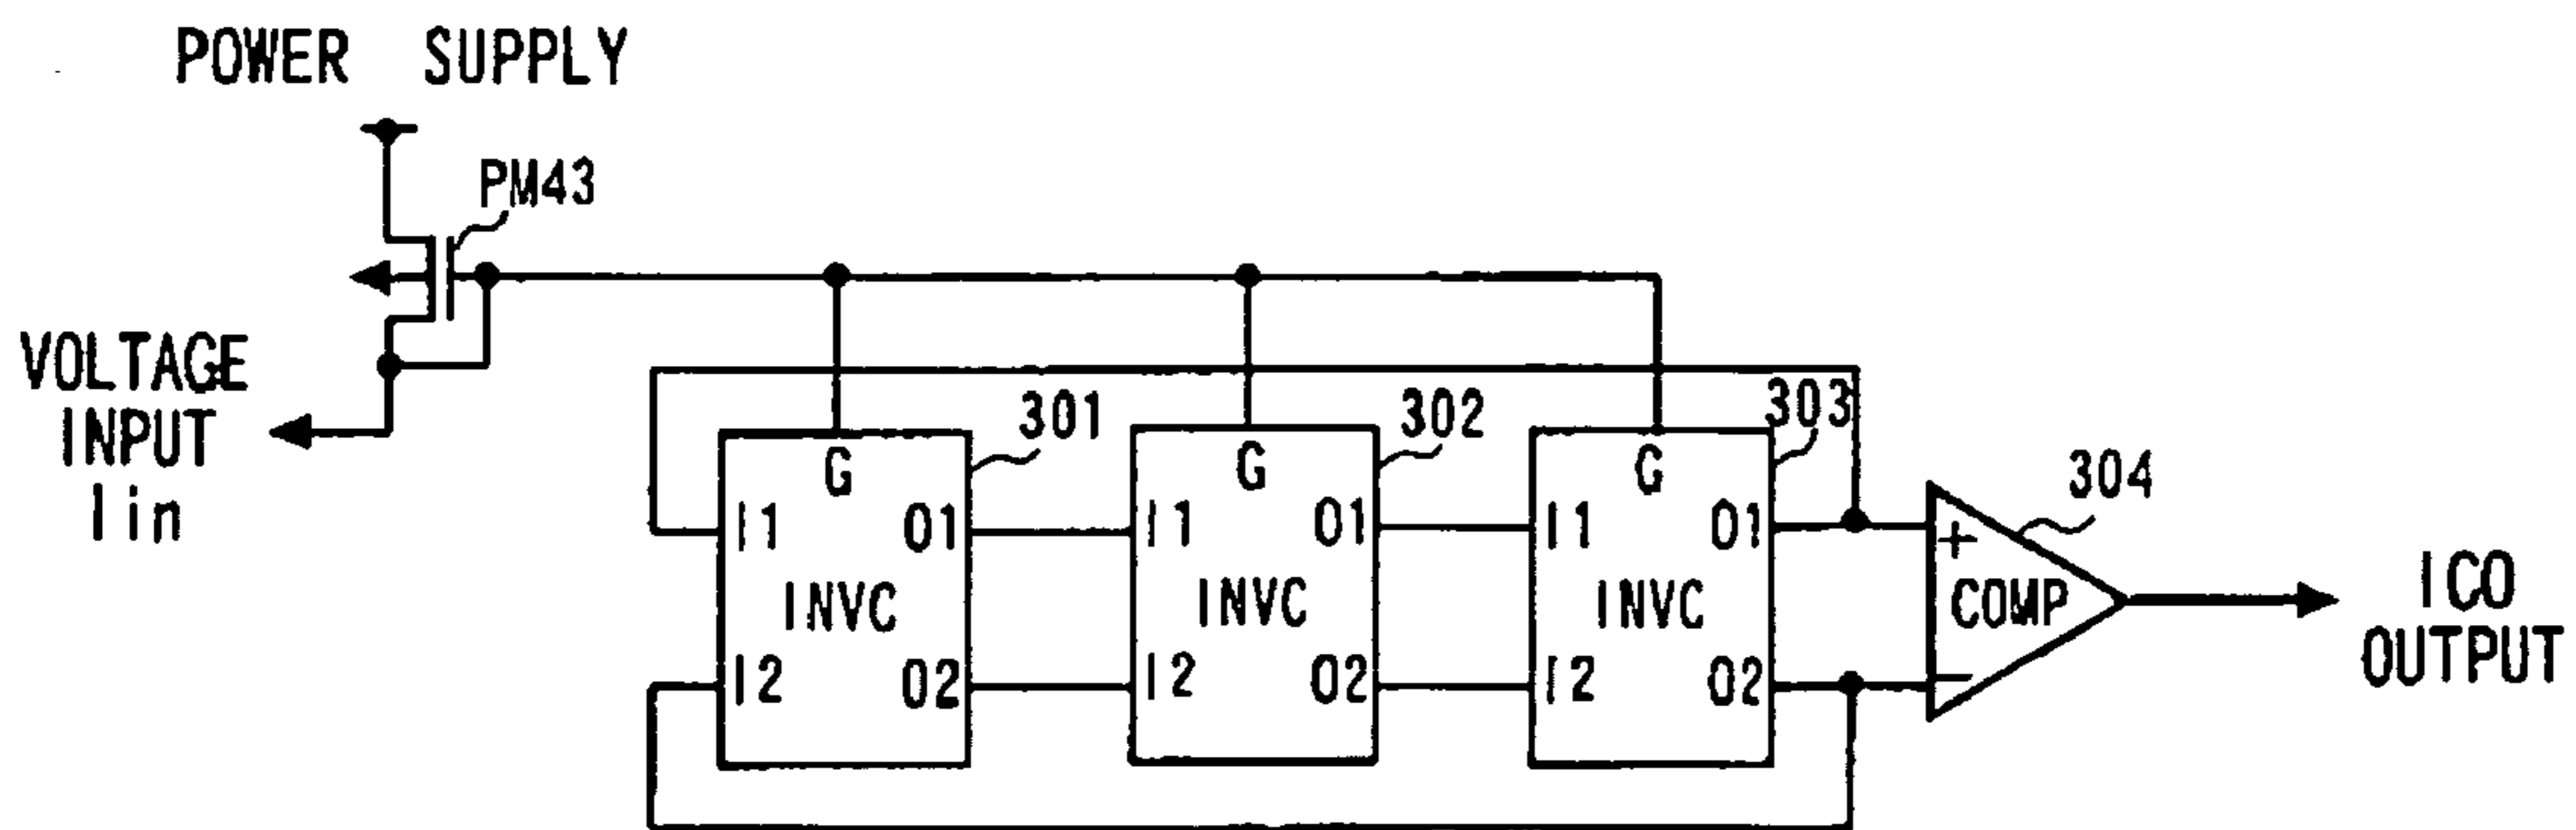 POWER SUPPLY
PM43
VOLTAGE
INPUT
Iin
301
302
303
304
G
G
G
I1
O1
I1
O1
I1
O1
+
INVC
INVC
INVC
COMP
I2
O2
I2
O2
I2
O2
−
ICO
OUTPUT